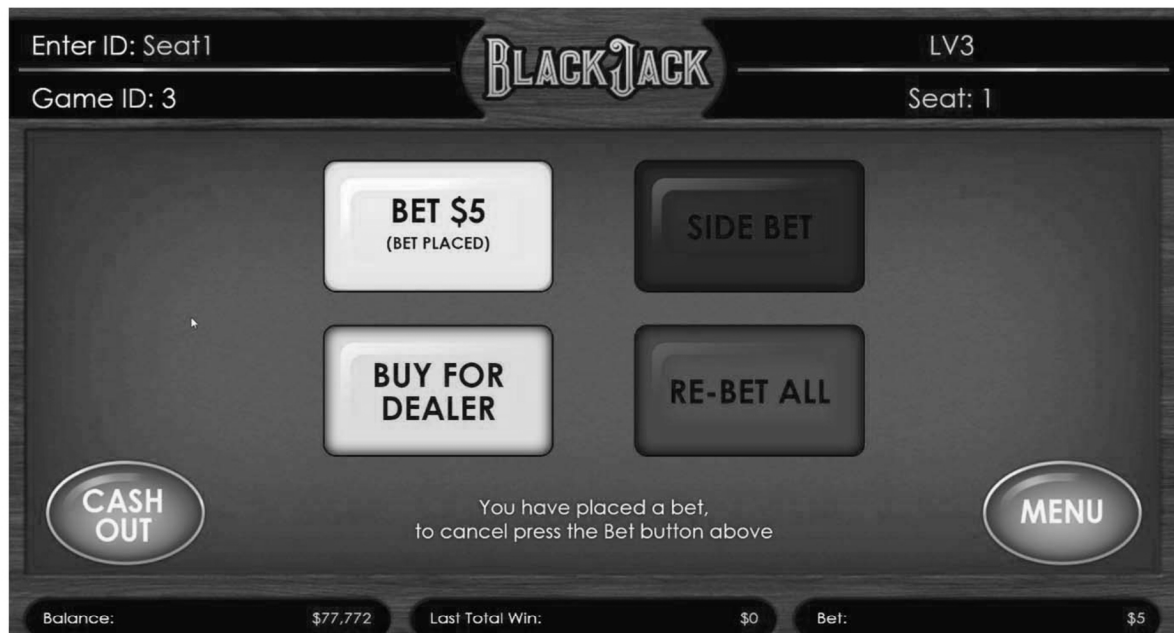 Enter ID: Seat1
BLACKJACK
LV3
Game ID: 3
Seat: 1
BET $5
(BET PLACED)
SIDE BET
BUY FOR
DEALER
RE-BET ALL
CASH
OUT
You have placed a bet,
to cancel press the Bet button above
MENU
Balance: $77,772
Last Total Win: $0
Bet: $5